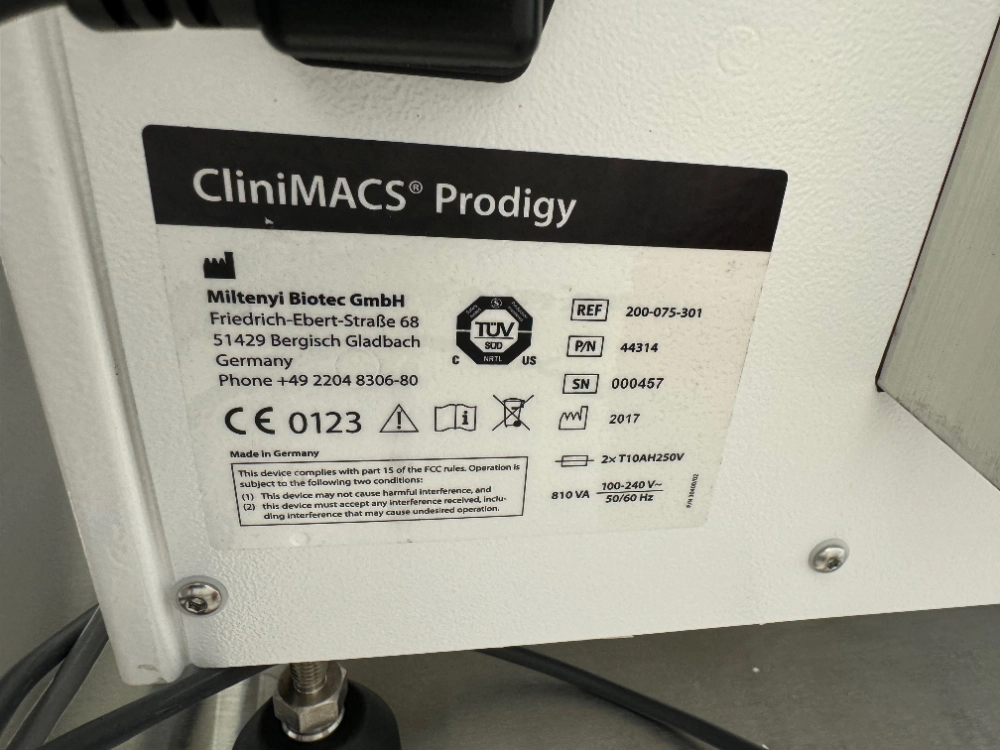 CliniMACS® Prodigy
Miltenyi Biotec GmbH
Friedrich-Ebert-Straße 68
51429 Bergisch Gladbach
Germany
Phone +49 2204 8306-80
CE 0123
TÜV
SÜD
NRTL
C US
REF 200-075-301
P/N 44314
SN 000457
2017
2x T10AH250V
810 VA 100-240 V~
50/60 Hz
Made in Germany
This device complies with part 15 of the FCC rules. Operation is
subject to the following two conditions:
(1) This device may not cause harmful interference, and
(2) this device must accept any interference received, inclu-
ding interference that may cause undesired operation.